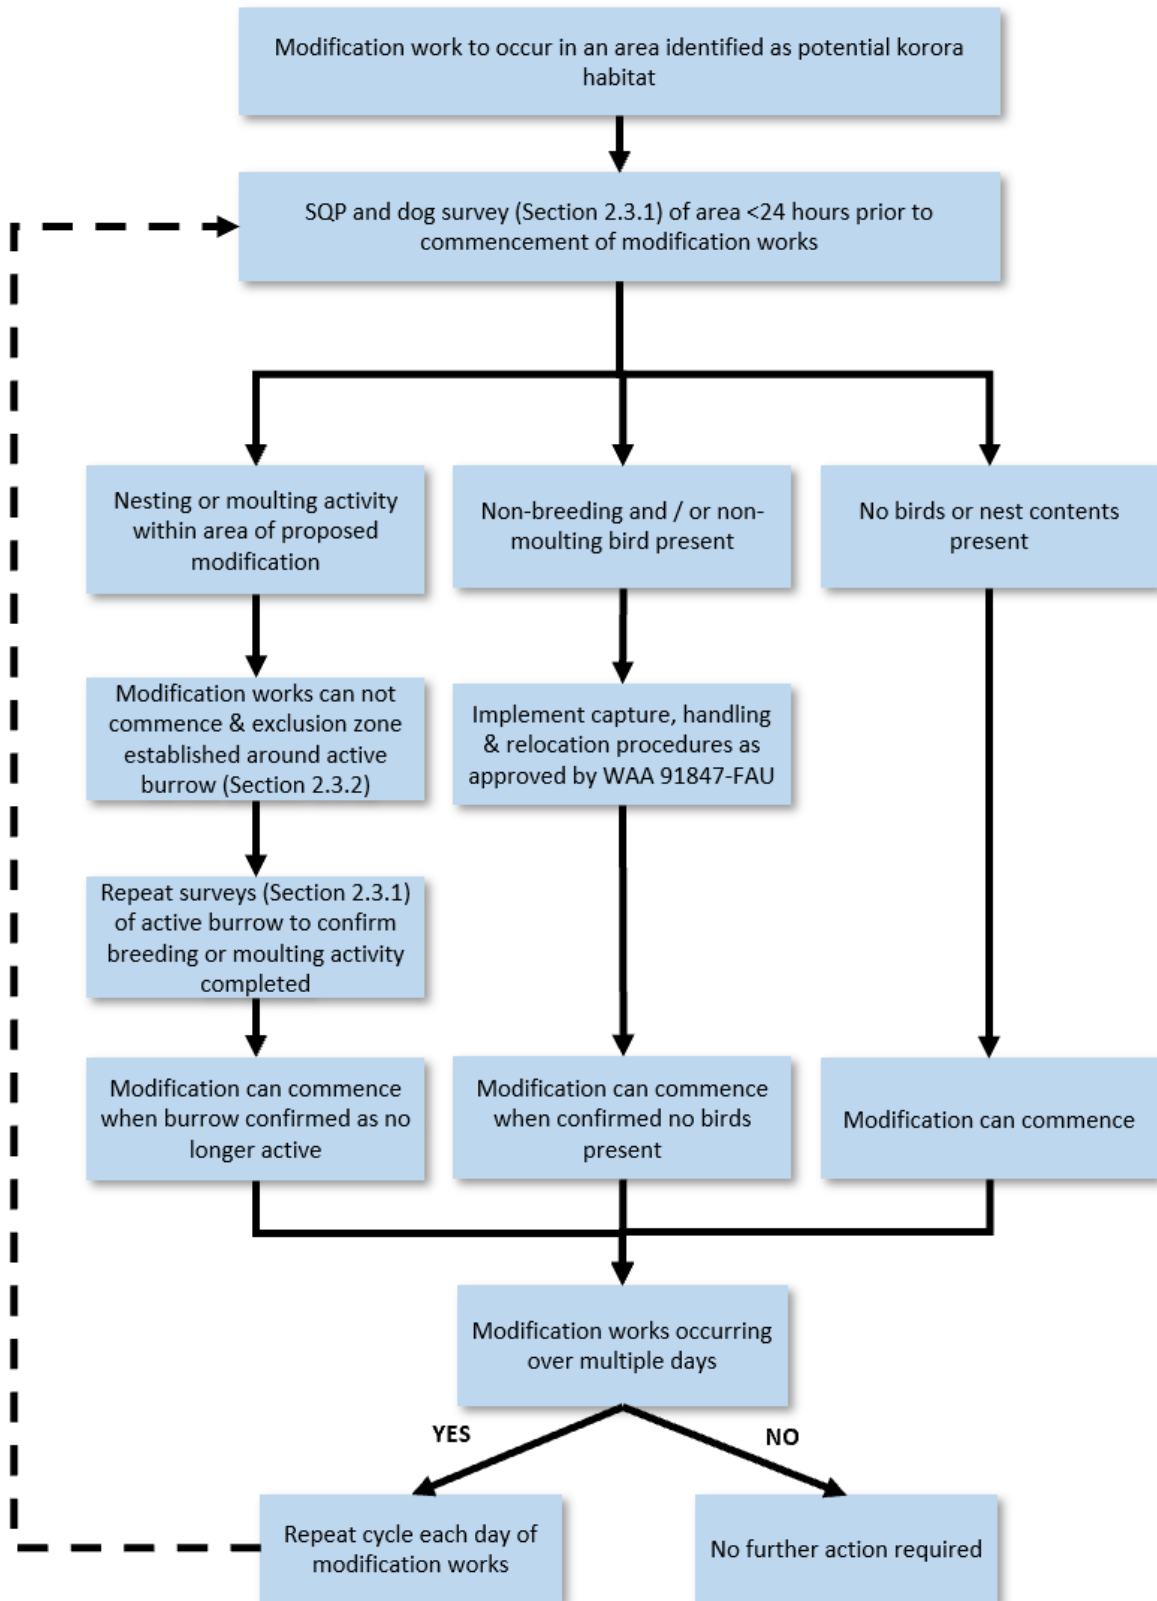 Modification work to occur in an area identified as potential korora
habitat
SQP and dog survey (Section 2.3.1) of area <24 hours prior to
commencement of modification works
Nesting or moulting activity
within area of proposed
modification
Non-breeding and / or non-
moulting bird present
No birds or nest contents
present
Modification works can not
commence & exclusion zone
established around active
burrow (Section 2.3.2)
Implement capture, handling
& relocation procedures as
approved by WAA 91847-FAU
Repeat surveys (Section 2.3.1)
of active burrow to confirm
breeding or moulting activity
completed
Modification can commence
when burrow confirmed as no
longer active
Modification can commence
when confirmed no birds
present
Modification can commence
Modification works occurring
over multiple days
YES
NO
Repeat cycle each day of
modification works
No further action required